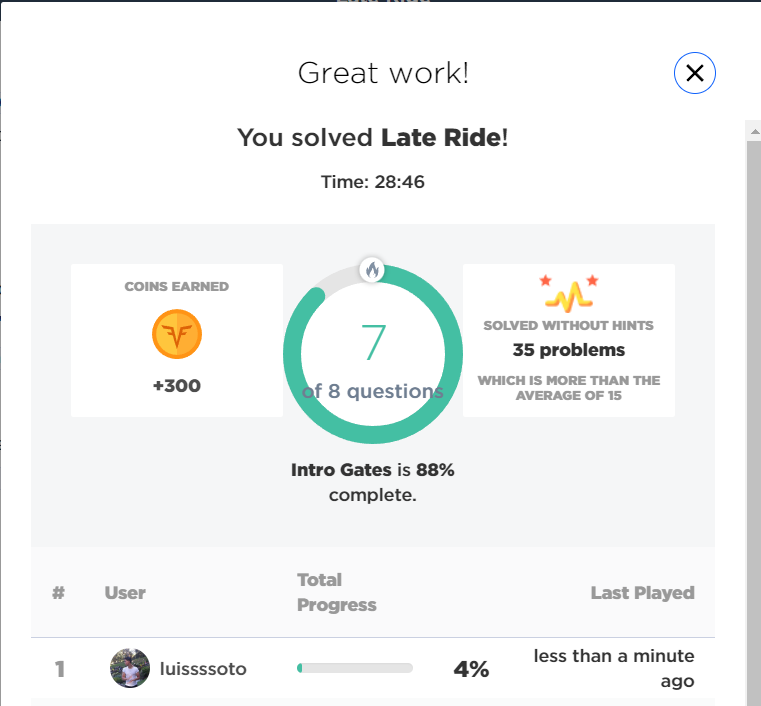 Great work!
You solved Late Ride!
Time: 28:46
COINS EARNED
+300
7
of 8 questions
SOLVED WITHOUT HINTS
35 problems
WHICH IS MORE THAN THE
AVERAGE OF 15
Intro Gates is 88%
complete.
# User Total Progress Last Played
1 luissssoto 4% less than a minute
ago